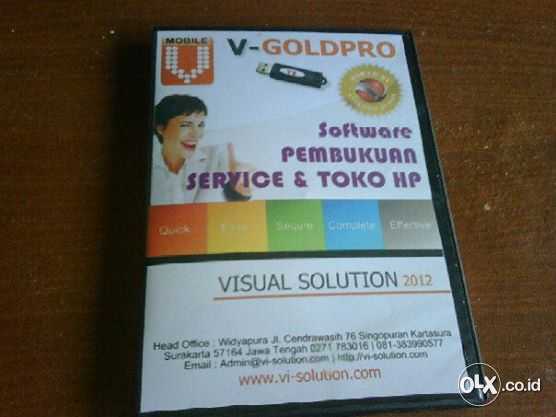 MOBILE
V-GOLDPRO
Software
PEMBUKUAN
SERVICE & TOKO HP
Quick
Secure
Complete
Effective
VISUAL SOLUTION 2012
Head Office : Widyapura Jl. Cendrawasih 76 Singopuran Kartasura
Surakarta 57164 Jawa Tengah 0271 783016 | 081-383990577
Email : Admin@vi-solution.com | http://vi-solution.com
www.vi-solution.com
OLX.co.id